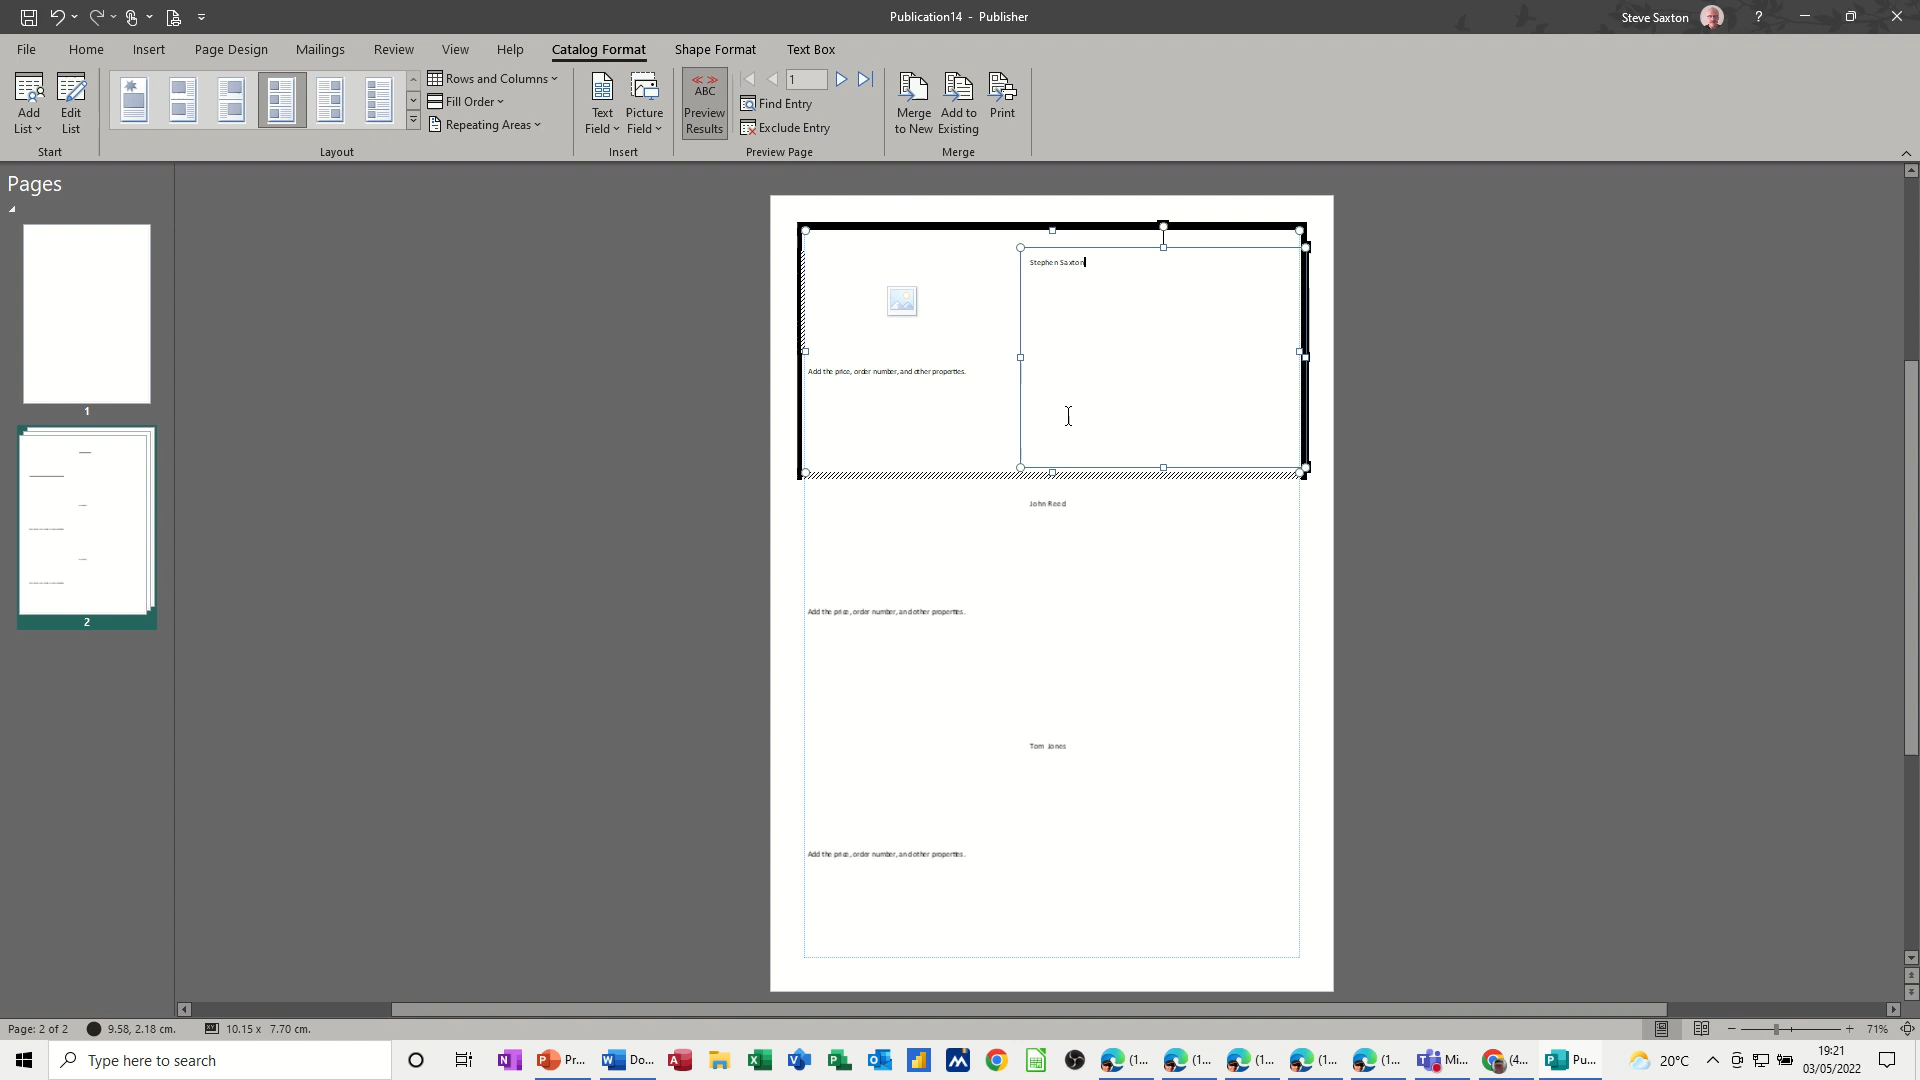 Publication14 - Publisher
Steve Saxton
?
File Home Insert Page Design Mailings Review View Help Catalog Format Shape Format Text Box
Add List
Edit List
Start
Rows and Columns
Fill Order
Repeating Areas
Layout
Text Field
Picture Field
Insert
ABC
Preview Results
1
Find Entry
Exclude Entry
Preview Page
Merge to New
Add to Existing
Print
Merge
Pages
1
2
Stephen Saxton
Add the price, order number, and other properties.
John Reed
Add the price, order number, and other properties.
Tom Jones
Add the price, order number, and other properties.
Page: 2 of 2
9.58, 2.18 cm.
10.15 x 7.70 cm.
71%
Type here to search
Pr...
Do...
(1...
(1...
(1...
(1...
(1...
Mi...
(4...
Pu...
20°C
19:21
03/05/2022